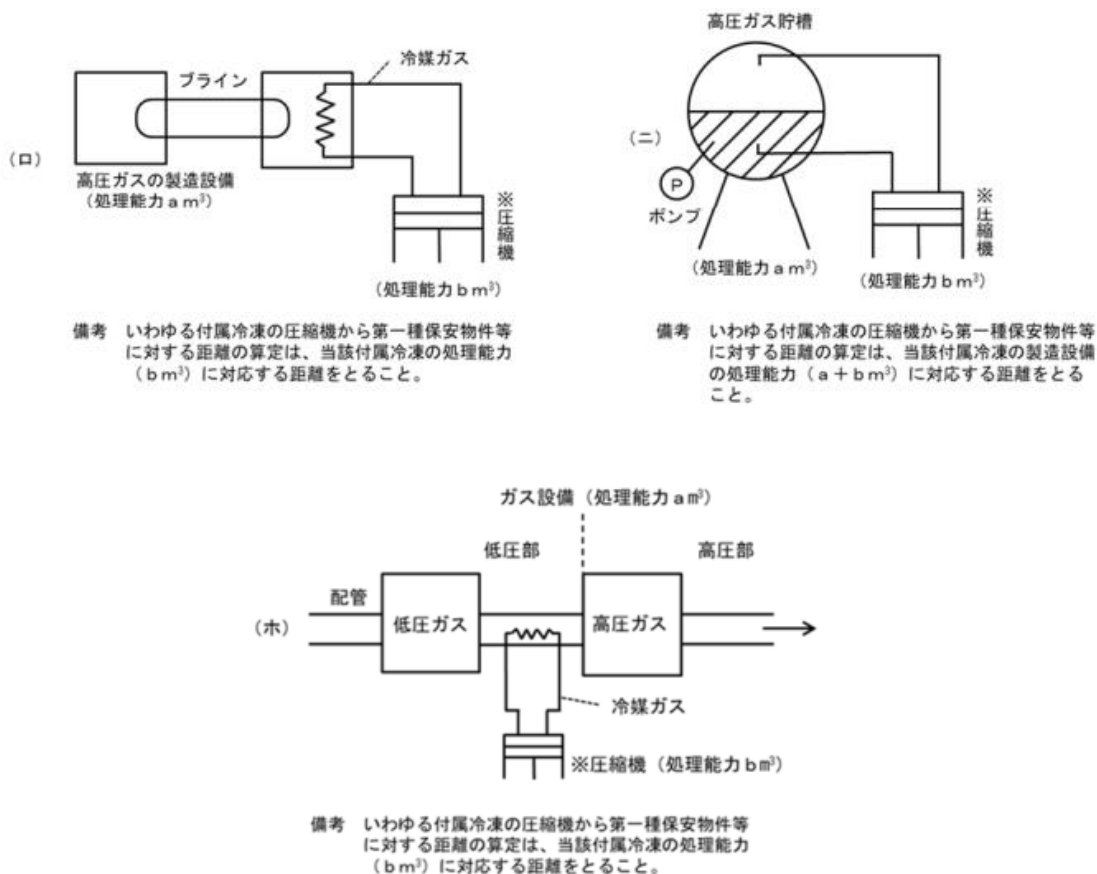 (ロ)
ブライン
冷媒ガス
高圧ガスの製造設備
(処理能力a㎥)
※圧縮機
(処理能力b㎥)
備考 いわゆる付属冷凍の圧縮機から第一種保安物件等
に対する距離の算定は、当該付属冷凍の処理能力
(b㎥)に対応する距離をとること。
高圧ガス貯槽
(ニ)
P
ポンプ
(処理能力a㎥)
※圧縮機
(処理能力b㎥)
備考 いわゆる付属冷凍の圧縮機から第一種保安物件等
に対する距離の算定は、当該付属冷凍の製造設備
の処理能力(a+b㎥)に対応する距離をとる
こと。
ガス設備(処理能力a㎥)
低圧部
高圧部
配管
(ホ)
低圧ガス
高圧ガス
冷媒ガス
※圧縮機(処理能力b㎥)
備考 いわゆる付属冷凍の圧縮機から第一種保安物件等
に対する距離の算定は、当該付属冷凍の処理能力
(b㎥)に対応する距離をとること。